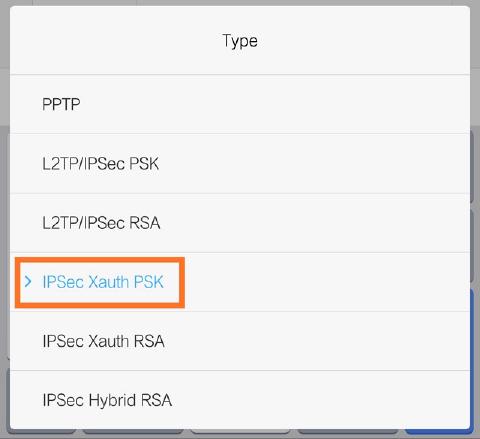 Type
PPTP
L2TP/IPSec PSK
L2TP/IPSec RSA
IPSec Xauth PSK
IPSec Xauth RSA
IPSec Hybrid RSA